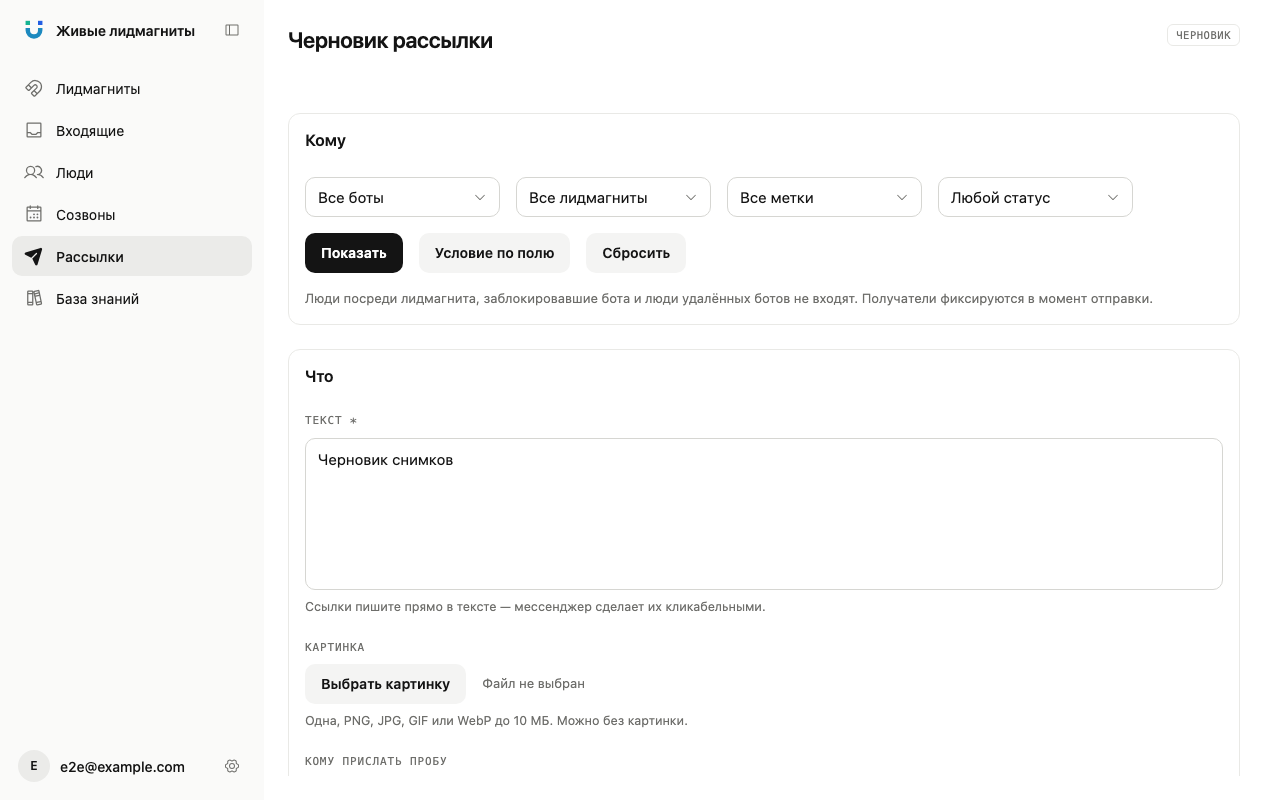 Живые лидмагниты
Лидмагниты
Входящие
Люди
Созвоны
Рассылки
База знаний
E
e2e@example.com
Черновик рассылки
ЧЕРНОВИК
Кому
Все боты
Все лидмагниты
Все метки
Любой статус
Показать
Условие по полю
Сбросить
Люди посреди лидмагнита, заблокировавшие бота и люди удалённых ботов не входят. Получатели фиксируются в момент отправки.
Что
ТЕКСТ *
Черновик снимков
Ссылки пишите прямо в тексте — мессенджер сделает их кликабельными.
КАРТИНКА
Выбрать картинку
Файл не выбран
Одна, PNG, JPG, GIF или WebP до 10 МБ. Можно без картинки.
КОМУ ПРИСЛАТЬ ПРОБУ